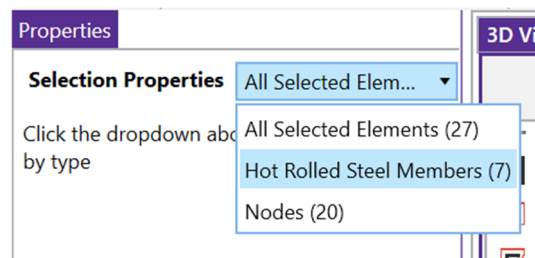 Properties
3D Vi
Selection Properties
All Selected Elem...
Click the dropdown abo
by type
All Selected Elements (27)
Hot Rolled Steel Members (7)
Nodes (20)